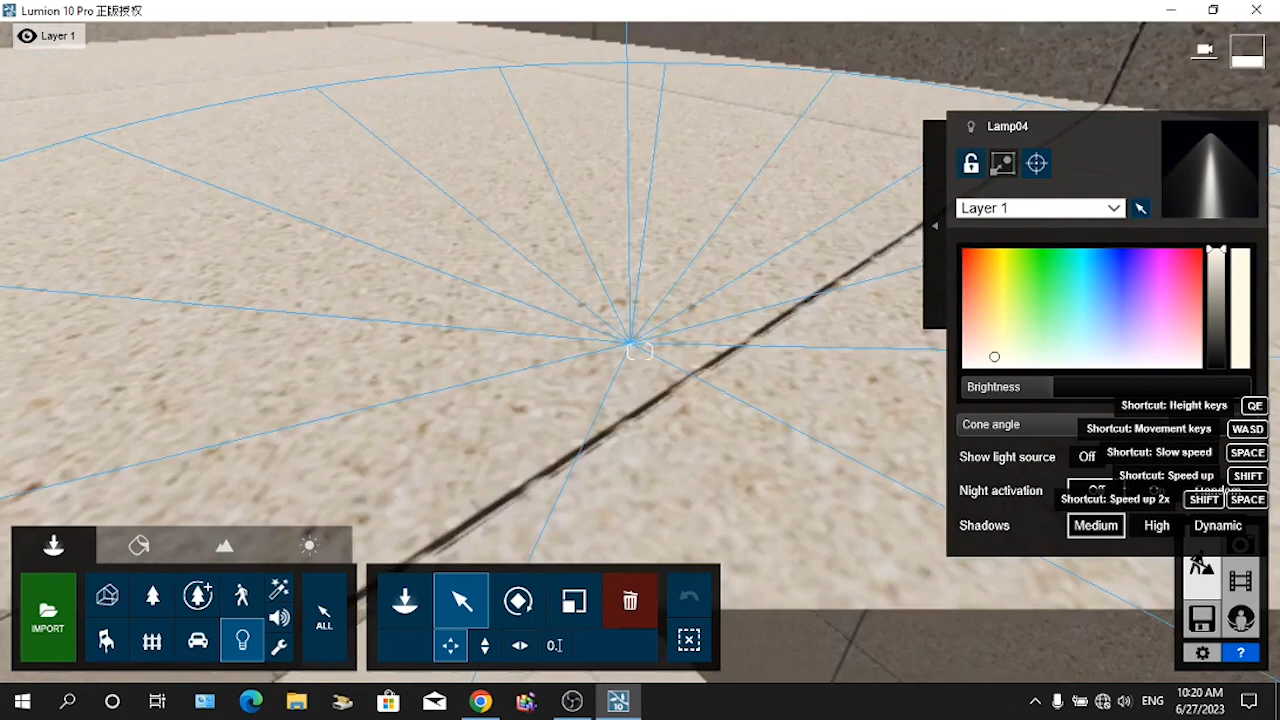 Lumion 10 Pro 正版授权
Layer 1
Lamp04
Layer 1
Brightness
Shortcut: Height keys QE
Cone angle
Shortcut: Movement keys WASD
Show light source Off
Shortcut: Slow speed SPACE
Shortcut: Speed up SHIFT
Night activation Off
Shortcut: Speed up 2x SHIFT SPACE
Shadows Medium High Dynamic
IMPORT
ALL
0.
?
10
ENG
10:20 AM
6/27/2023